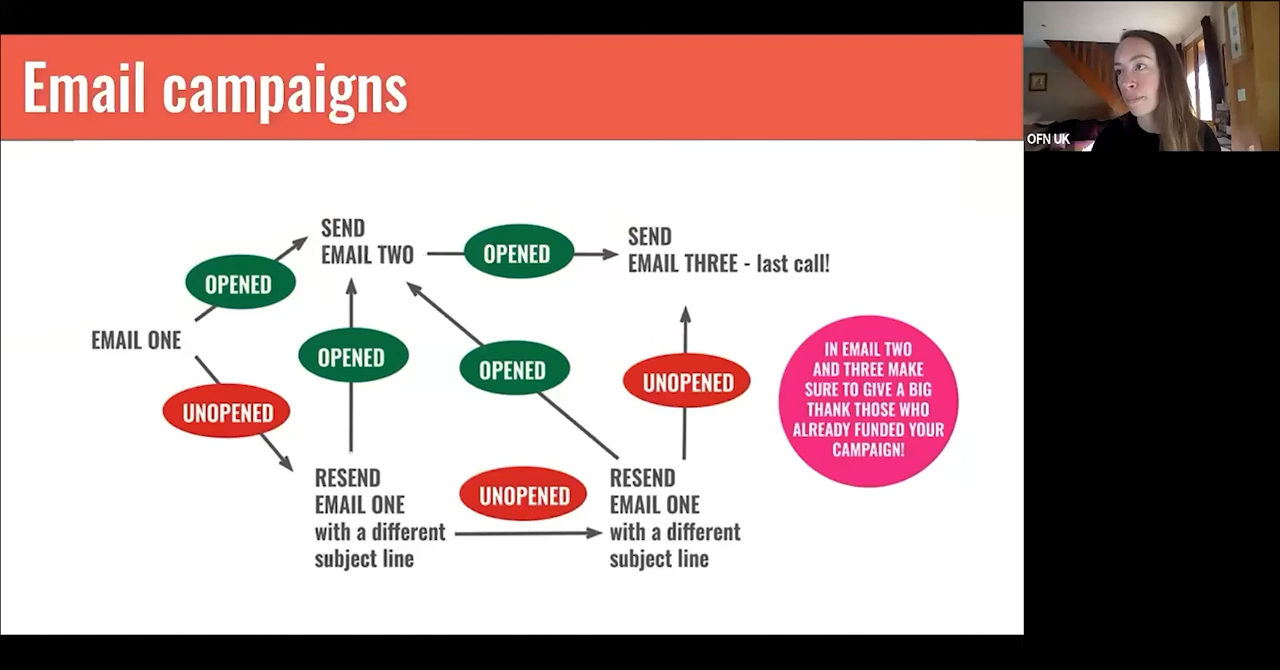 Email campaigns
OFN UK
SEND
EMAIL TWO
OPENED
SEND
EMAIL THREE - last call!
OPENED
EMAIL ONE
OPENED
OPENED
UNOPENED
UNOPENED
IN EMAIL TWO
AND THREE MAKE
SURE TO GIVE A BIG
THANK THOSE WHO
ALREADY FUNDED YOUR
CAMPAIGN!
RESEND
EMAIL ONE
with a different
subject line
UNOPENED
RESEND
EMAIL ONE
with a different
subject line